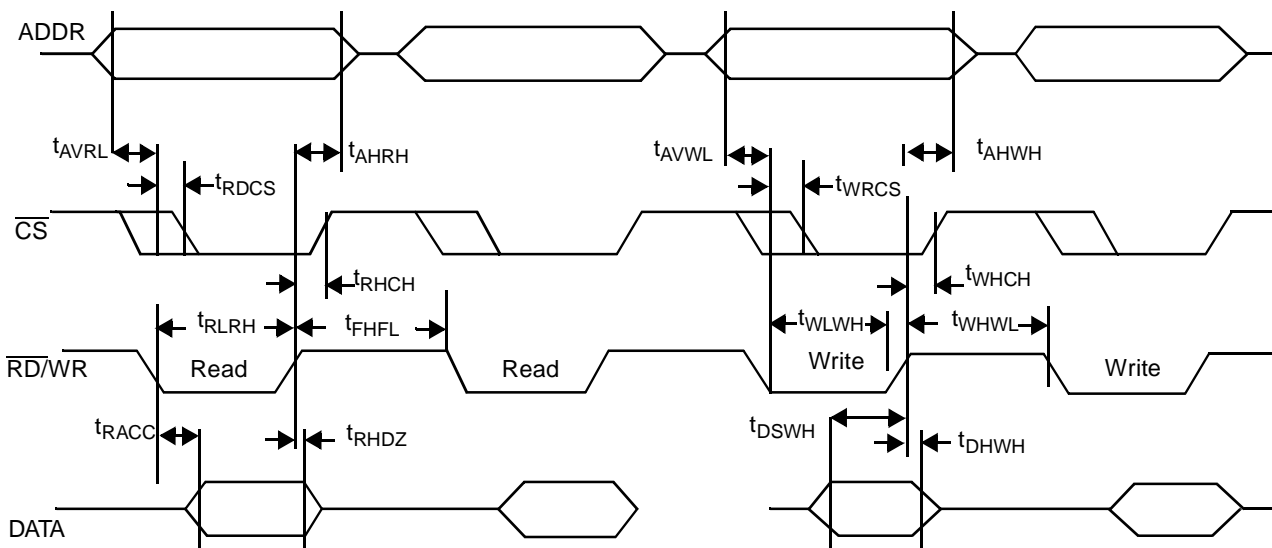 ADDR
tAVRL tAHRH tAVWL tAHWH
tRDCS tWRCS
CS
tRHCH tWHCH
tRLRH tFHFL tWLWH tWHWL
RD/WR Read Read Write Write
tRACC tRHDZ tDSWH tDHWH
DATA